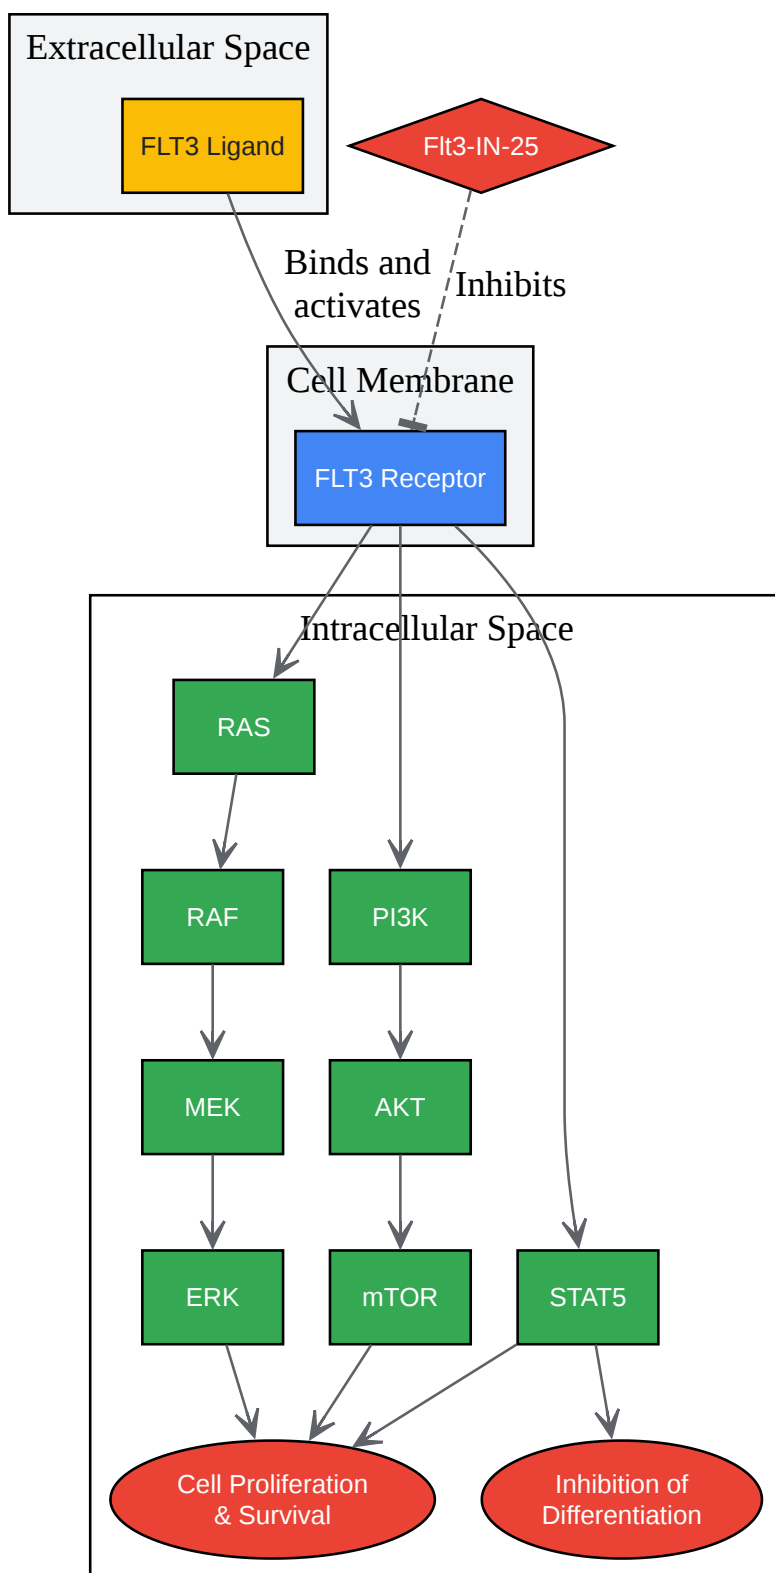 Extracellular Space
FLT3 Ligand
Flt3-IN-25
Binds and
activates
Inhibits
Cell Membrane
FLT3 Receptor
Intracellular Space
RAS
RAF
PI3K
MEK
AKT
ERK
mTOR
STAT5
Cell Proliferation
& Survival
Inhibition of
Differentiation